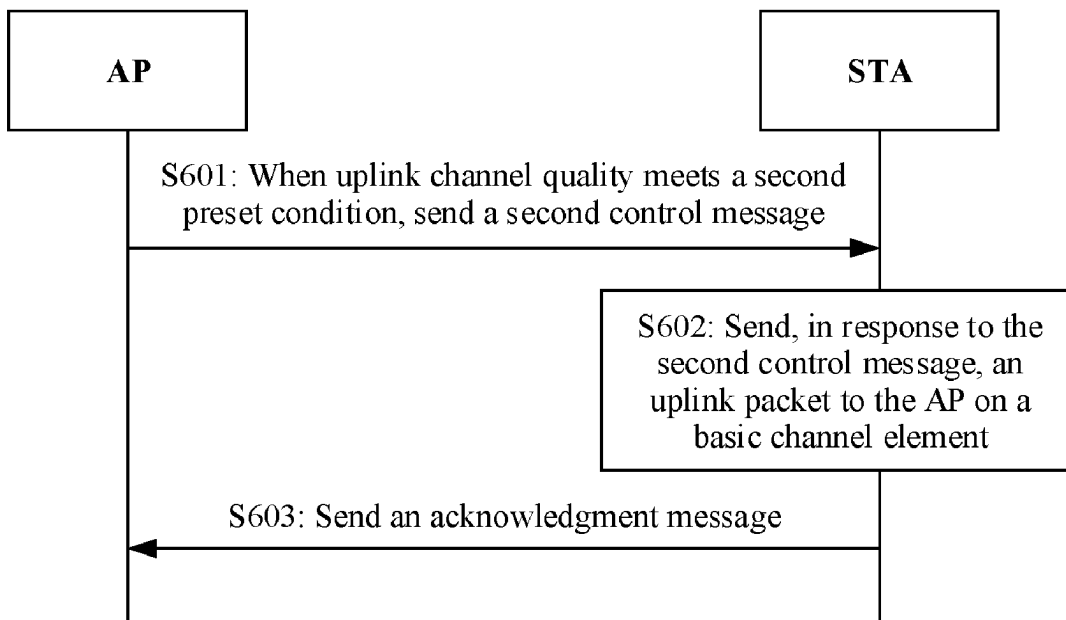 AP
STA
S601: When uplink channel quality meets a second
preset condition, send a second control message
S602: Send, in response to the
second control message, an
uplink packet to the AP on a
basic channel element
S603: Send an acknowledgment message